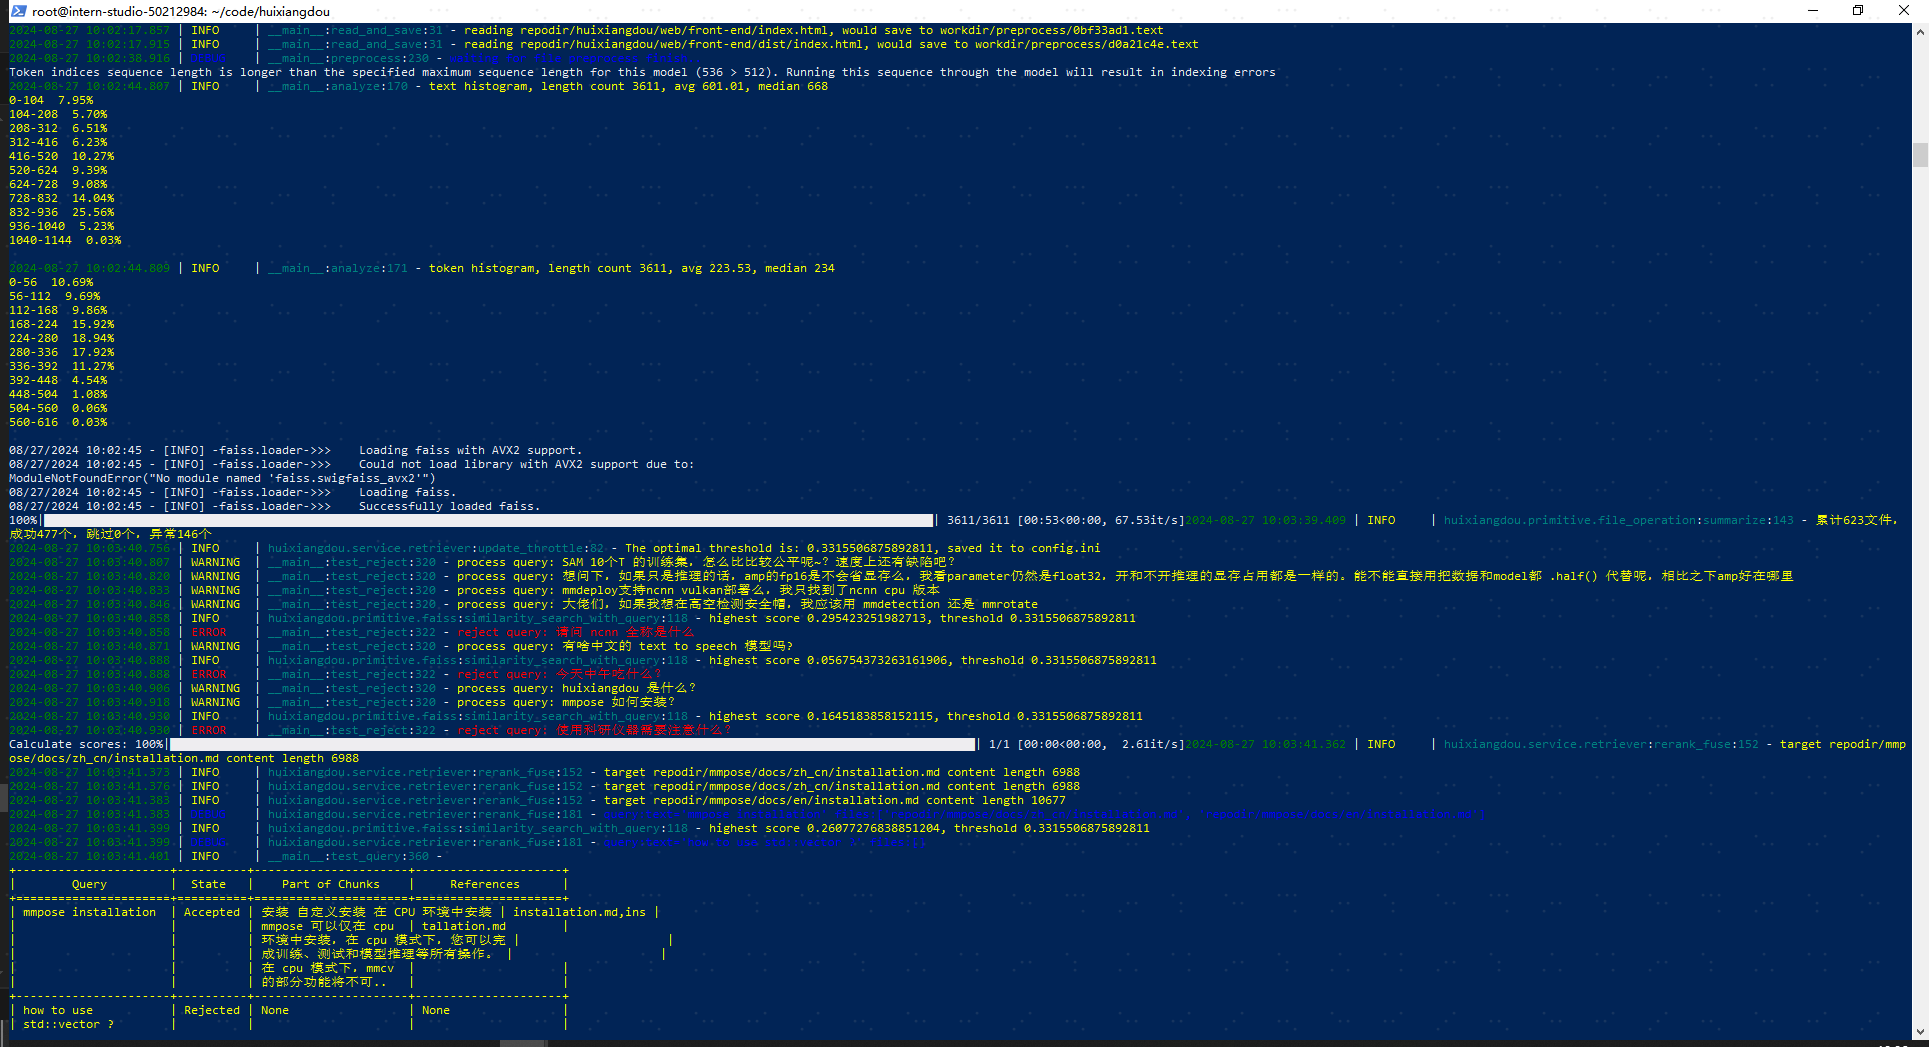 root@intern-studio-50212984: ~/code/huixiangdou
2024-08-27 10:02:17.857 | INFO     | __main__:read_and_save:31 - reading repodir/huixiangdou/web/front-end/index.html, would save to workdir/preprocess/0bf33ad1.text
2024-08-27 10:02:17.915 | INFO     | __main__:read_and_save:31 - reading repodir/huixiangdou/web/front-end/dist/index.html, would save to workdir/preprocess/d0a21c4e.text
2024-08-27 10:02:38.916 | DEBUG    | __main__:preprocess:230 - waiting for file preprocess finish..
Token indices sequence length is longer than the specified maximum sequence length for this model (536 > 512). Running this sequence through the model will result in indexing errors
2024-08-27 10:02:44.807 | INFO     | __main__:analyze:170 - text histogram, length count 3611, avg 601.01, median 668
0-104  7.95%
104-208  5.70%
208-312  6.51%
312-416  6.23%
416-520  10.27%
520-624  9.39%
624-728  9.08%
728-832  14.04%
832-936  25.56%
936-1040  5.23%
1040-1144  0.03%
2024-08-27 10:02:44.809 | INFO     | __main__:analyze:171 - token histogram, length count 3611, avg 223.53, median 234
0-56  10.69%
56-112  9.69%
112-168  9.86%
168-224  15.92%
224-280  18.94%
280-336  17.92%
336-392  11.27%
392-448  4.54%
448-504  1.08%
504-560  0.06%
560-616  0.03%
08/27/2024 10:02:45 - [INFO] -faiss.loader->>>    Loading faiss with AVX2 support.
08/27/2024 10:02:45 - [INFO] -faiss.loader->>>    Could not load library with AVX2 support due to:
ModuleNotFoundError("No module named 'faiss.swigfaiss_avx2'")
08/27/2024 10:02:45 - [INFO] -faiss.loader->>>    Loading faiss.
08/27/2024 10:02:45 - [INFO] -faiss.loader->>>    Successfully loaded faiss.
100%| | 3611/3611 [00:53<00:00, 67.53it/s]2024-08-27 10:03:39.409 | INFO     | huixiangdou.primitive.file_operation:summarize:143 - 累计623文件,
成功477个, 跳过0个, 异常146个
2024-08-27 10:03:40.756 | INFO     | huixiangdou.service.retriever:update_throttle:82 - The optimal threshold is: 0.3315506875892811, saved it to config.ini
2024-08-27 10:03:40.807 | WARNING  | __main__:test_reject:320 - process query: SAM 10个T 的训练集，怎么比比较公平呢~？速度上还有缺陷吧？
2024-08-27 10:03:40.820 | WARNING  | __main__:test_reject:320 - process query: 想问下，如果只是推理的话，amp的fp16是不会省显存么，我看parameter仍然是float32，开和不开推理的显存占用都是一样的。能不能直接用把数据和model都 .half() 代替呢，相比之下amp好在哪里
2024-08-27 10:03:40.833 | WARNING  | __main__:test_reject:320 - process query: mmdeploy支持ncnn vulkan部署么，我只找到了ncnn cpu 版本
2024-08-27 10:03:40.846 | WARNING  | __main__:test_reject:320 - process query: 大佬们，如果我想在高空检测安全帽，我应该用 mmdetection 还是 mmrotate
2024-08-27 10:03:40.858 | INFO     | huixiangdou.primitive.faiss:similarity_search_with_query:118 - highest score 0.295423251982713, threshold 0.3315506875892811
2024-08-27 10:03:40.858 | ERROR    | __main__:test_reject:322 - reject query: 请问 ncnn 全称是什么
2024-08-27 10:03:40.871 | WARNING  | __main__:test_reject:320 - process query: 有啥中文的 text to speech 模型吗?
2024-08-27 10:03:40.888 | INFO     | huixiangdou.primitive.faiss:similarity_search_with_query:118 - highest score 0.056754373263161906, threshold 0.3315506875892811
2024-08-27 10:03:40.888 | ERROR    | __main__:test_reject:322 - reject query: 今天中午吃什么？
2024-08-27 10:03:40.906 | WARNING  | __main__:test_reject:320 - process query: huixiangdou 是什么？
2024-08-27 10:03:40.918 | WARNING  | __main__:test_reject:320 - process query: mmpose 如何安装？
2024-08-27 10:03:40.930 | INFO     | huixiangdou.primitive.faiss:similarity_search_with_query:118 - highest score 0.1645183858152115, threshold 0.3315506875892811
2024-08-27 10:03:40.930 | ERROR    | __main__:test_reject:322 - reject query: 使用科研仪器需要注意什么？
Calculate scores: 100%| | 1/1 [00:00<00:00,  2.61it/s]2024-08-27 10:03:41.362 | INFO     | huixiangdou.service.retriever:rerank_fuse:152 - target repodir/mmp
ose/docs/zh_cn/installation.md content length 6988
2024-08-27 10:03:41.373 | INFO     | huixiangdou.service.retriever:rerank_fuse:152 - target repodir/mmpose/docs/zh_cn/installation.md content length 6988
2024-08-27 10:03:41.376 | INFO     | huixiangdou.service.retriever:rerank_fuse:152 - target repodir/mmpose/docs/zh_cn/installation.md content length 6988
2024-08-27 10:03:41.383 | INFO     | huixiangdou.service.retriever:rerank_fuse:152 - target repodir/mmpose/docs/en/installation.md content length 10677
2024-08-27 10:03:41.383 | DEBUG    | huixiangdou.service.retriever:rerank_fuse:181 -
2024-08-27 10:03:41.399 | INFO     | huixiangdou.primitive.faiss:similarity_search_with_query:118 - highest score 0.26077276838851204, threshold 0.3315506875892811
2024-08-27 10:03:41.399 | DEBUG    | huixiangdou.service.retriever:rerank_fuse:181 -
2024-08-27 10:03:41.401 | INFO     | __main__:test_query:360 -
| Query | State | Part of Chunks | References |
| mmpose installation | Accepted | 安装 自定义安装 在 CPU 环境中安装 | installation.md,ins |
| | | mmpose 可以仅在 cpu | tallation.md |
| | | 环境中安装，在 cpu 模式下，您可以完 | |
| | | 成训练、测试和模型推理等所有操作。 | |
| | | 在 cpu 模式下，mmcv | |
| | | 的部分功能将不可.. | |
| how to use | Rejected | None | None |
| std::vector ? | | | |